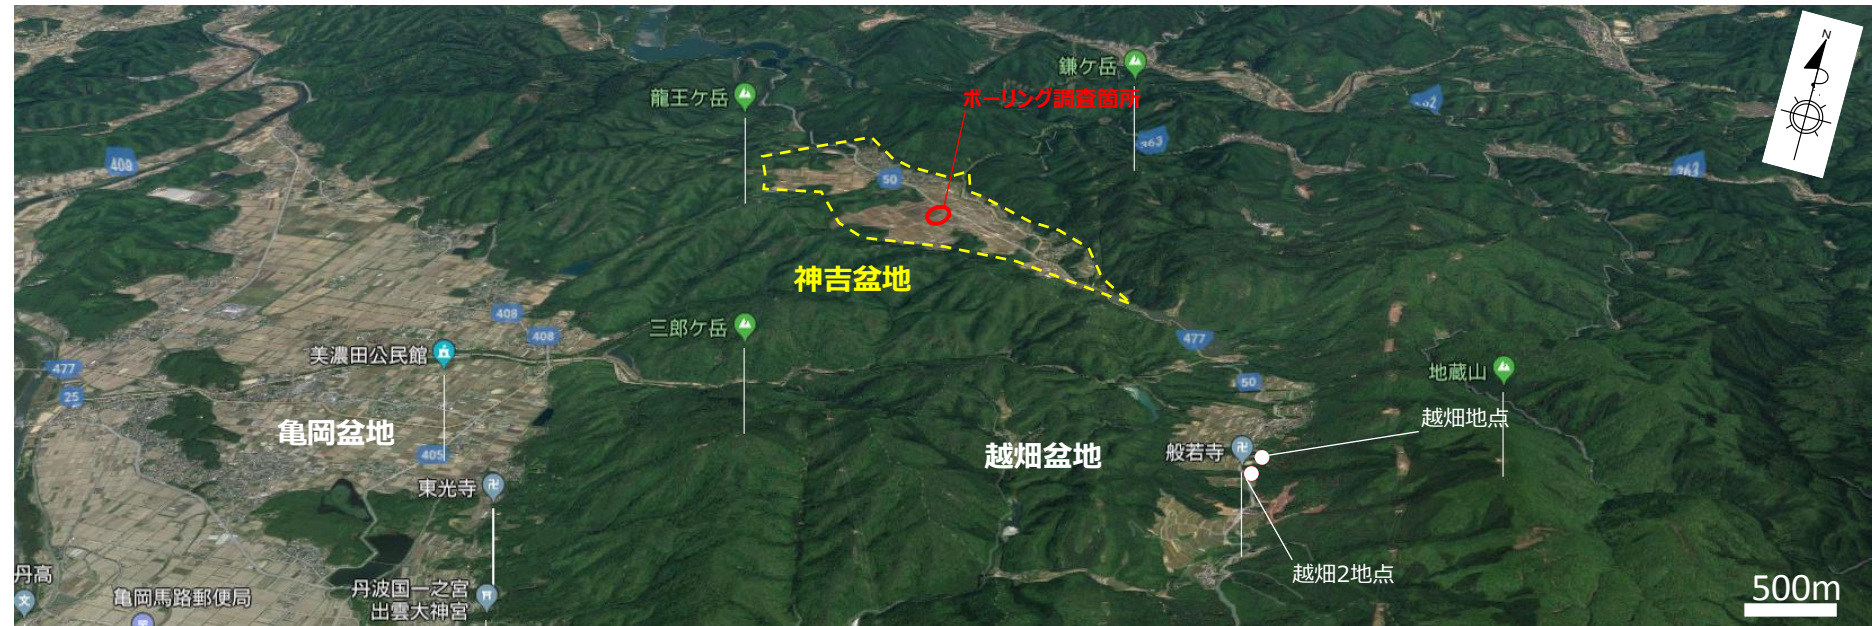 N
鎌ケ岳
龍王ケ岳
ボーリング調査箇所
363
408
363
50
神吉盆地
408
三郎ケ岳
408
477
美濃田公民館
477
50
地蔵山
25
越畑地点
亀岡盆地
405
越畑盆地
般若寺
東光寺
越畑2地点
丹高
文
丹波国一之宮
出雲大神宮
亀岡馬路郵便局
500m